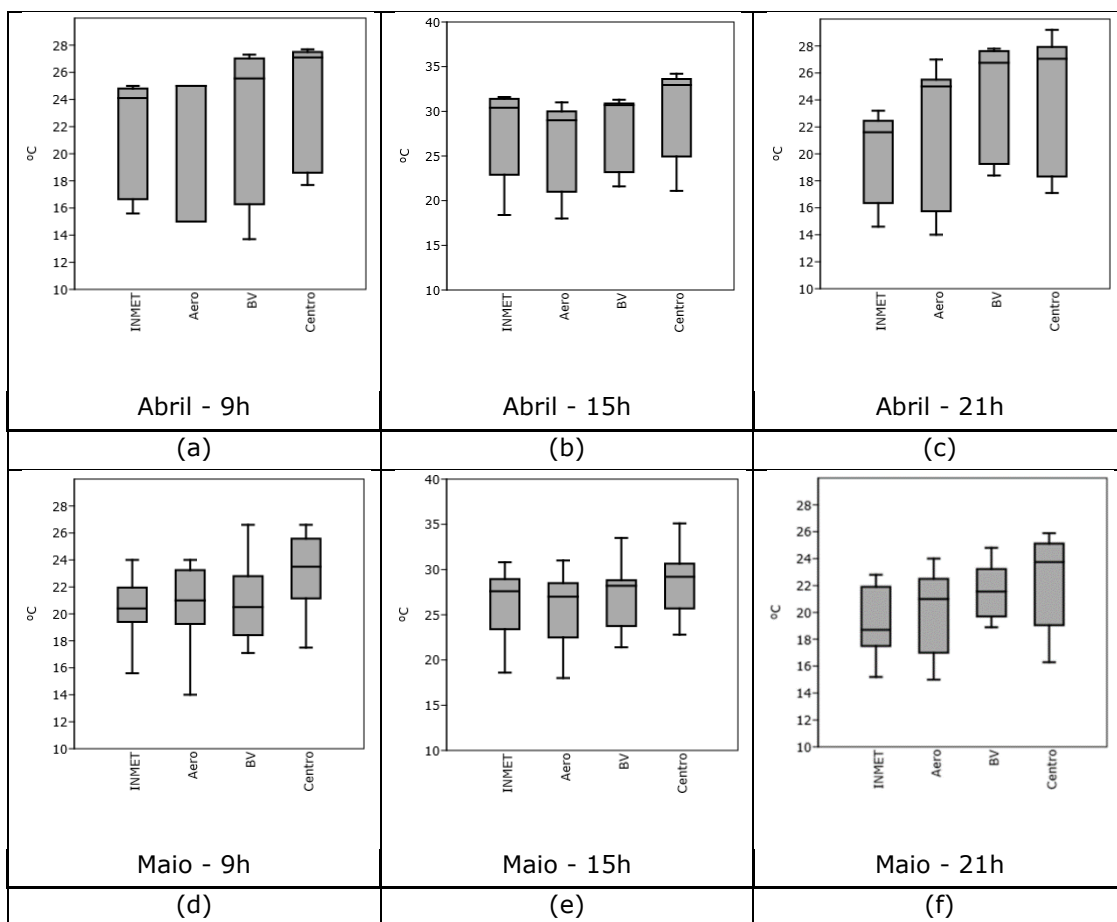 28
26
24
22
20
18
16
14
12
10
ºC
INMET
Aero
BV
Centro
Abril - 9h
(a)
40
35
30
25
20
15
10
ºC
INMET
Aero
BV
Centro
Abril - 15h
(b)
28
26
24
22
20
18
16
14
12
10
ºC
INMET
Aero
BV
Centro
Abril - 21h
(c)
28
26
24
22
20
18
16
14
12
10
ºC
INMET
Aero
BV
Centro
Maio - 9h
(d)
40
35
30
25
20
15
10
ºC
INMET
Aero
BV
Centro
Maio - 15h
(e)
28
26
24
22
20
18
16
14
12
10
ºC
INMET
Aero
BV
Centro
Maio - 21h
(f)